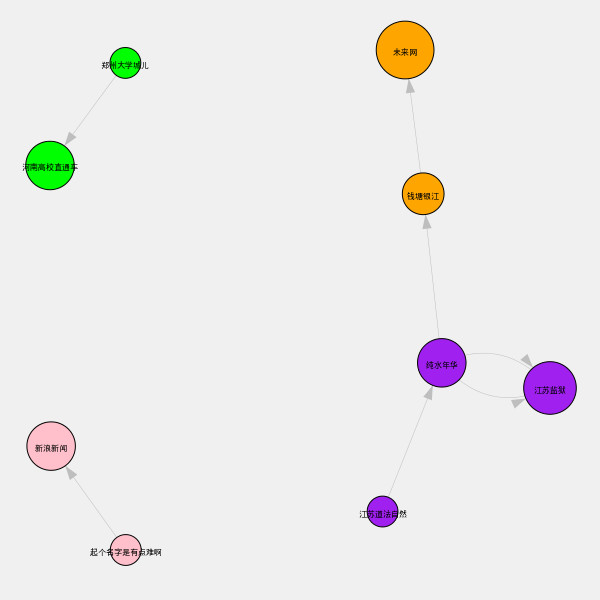 未来网
郑州大学城儿
河南高校直通车
钱塘银江
纯水年华
江苏监狱
新浪新闻
江苏道法自然
起个名字是有点难啊